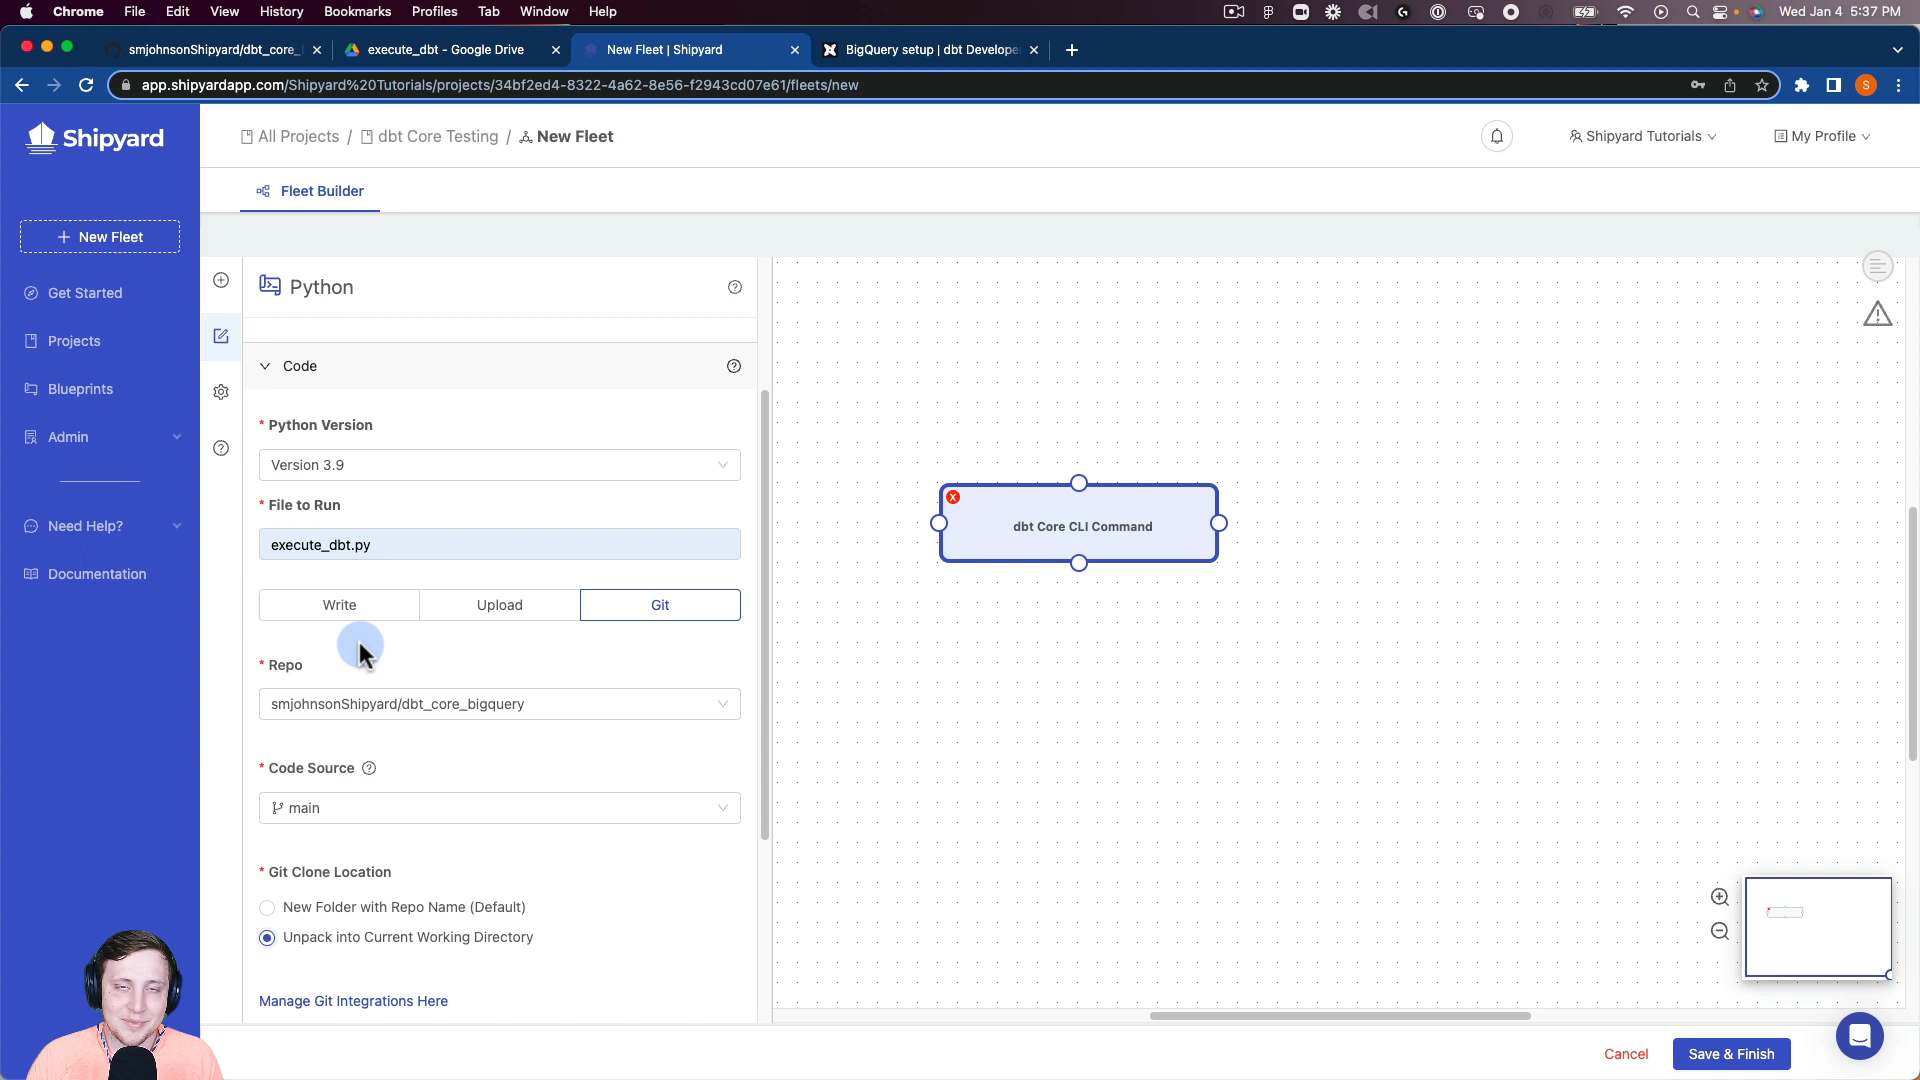 Chrome File Edit View History Bookmarks Profiles Tab Window Help Wed Jan 4 5:37 PM
smjohnsonShipyard/dbt_core_ execute_dbt - Google Drive New Fleet | Shipyard BigQuery setup | dbt Develope
app.shipyardapp.com/Shipyard%20Tutorials/projects/34bf2ed4-8322-4a62-8e56-f2943cd07e61/fleets/new S
Shipyard
All Projects / dbt Core Testing / New Fleet
Shipyard Tutorials
My Profile
Fleet Builder
+ New Fleet
Get Started
Projects
Blueprints
Admin
Need Help?
Documentation
Python
Code
* Python Version
Version 3.9
* File to Run
execute_dbt.py
Write Upload Git
* Repo
smjohnsonShipyard/dbt_core_bigquery
* Code Source
main
* Git Clone Location
New Folder with Repo Name (Default)
Unpack into Current Working Directory
Manage Git Integrations Here
X
dbt Core CLI Command
Cancel
Save & Finish